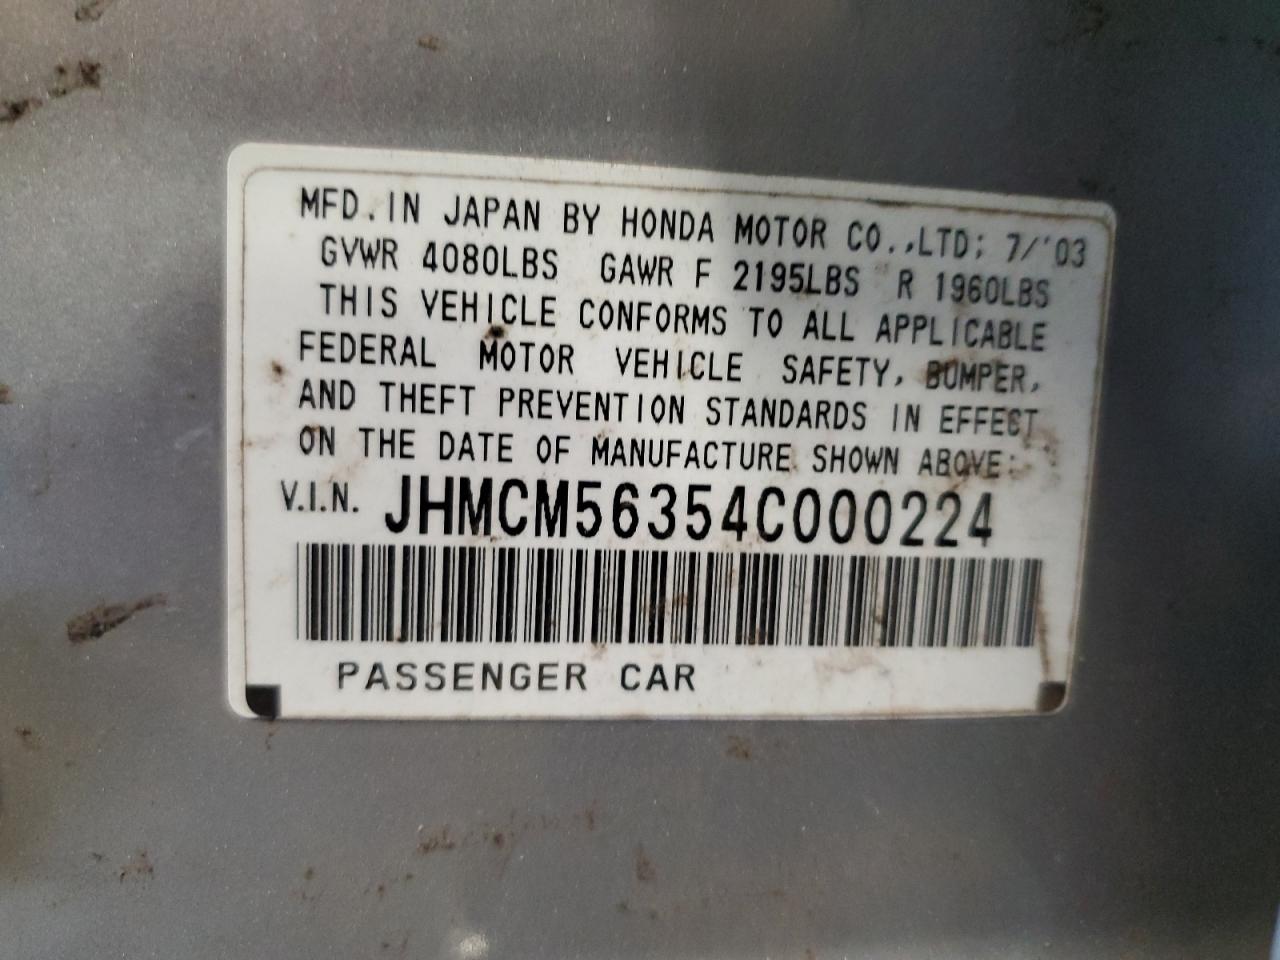 MFD.IN JAPAN BY HONDA MOTOR CO.,LTD; 7/'03
GVWR 4080LBS GAWR F 2195LBS R 1960LBS
THIS VEHICLE CONFORMS TO ALL APPLICABLE
FEDERAL MOTOR VEHICLE SAFETY, BUMPER,
AND THEFT PREVENTION STANDARDS IN EFFECT
ON THE DATE OF MANUFACTURE SHOWN ABOVE:
V.I.N. JHMCM56354C000224
PASSENGER CAR